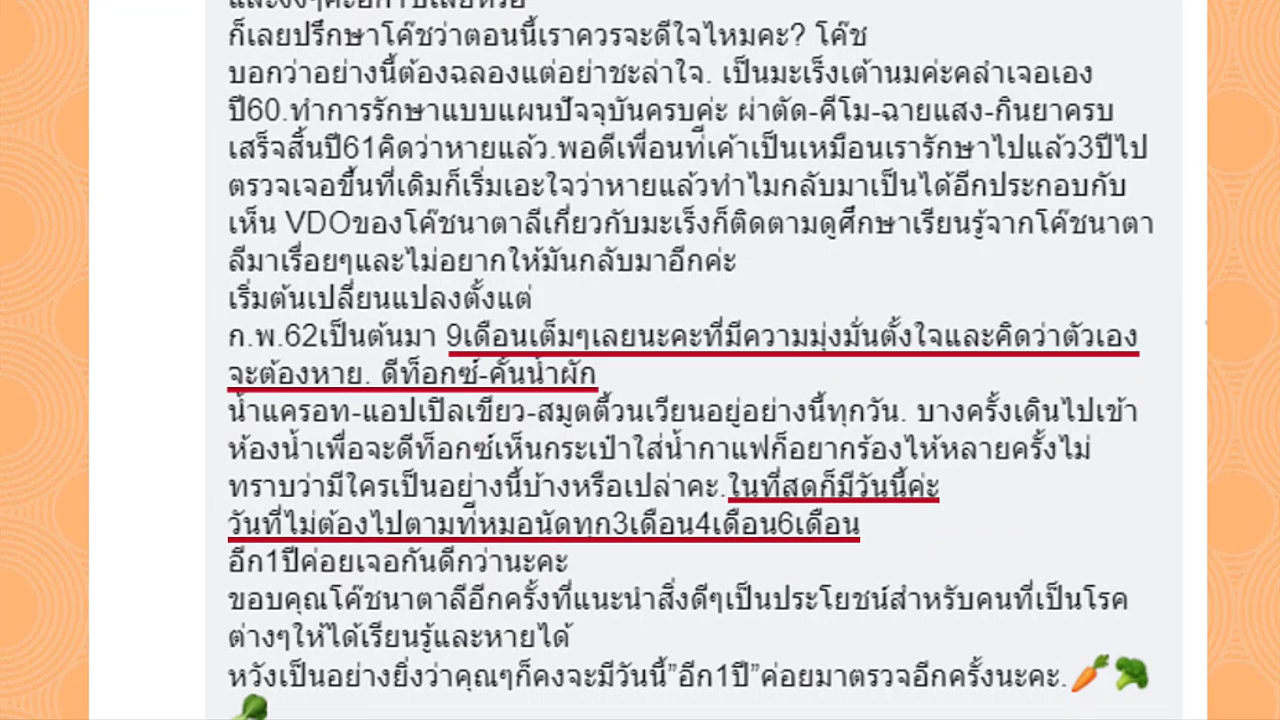 ก็เลยปรึกษาโค๊ชว่าตอนนี้เราควรจะดีใจไหมคะ? โค๊ช
บอกว่าอย่างนี้ต้องฉลองแต่อย่าชะล่าใจ. เป็นมะเร็งเต้านมค่ะคลำเจอเอง
ปี60.ทำการรักษาแบบแผนปัจจุบันครบค่ะ ผ่าตัด-คีโม-ฉายแสง-กินยาครบ
เสร็จสิ้นปี61คิดว่าหายแล้ว.พอดีเพื่อนที่เค้าเป็นเหมือนเรารักษาไปแล้ว3ปีไป
ตรวจเจอขึ้นที่เดิมก็เริ่มเอะใจว่าหายแล้วทำไมกลับมาเป็นได้อีกประกอบกับ
เห็น VDOของโค๊ชนาตาลีเกี่ยวกับมะเร็งก็ติดตามดูศึกษาเรียนรู้จากโค๊ชนาตา
ลีมาเรื่อยๆและไม่อยากให้มันกลับมาอีกค่ะ
เริ่มต้นเปลี่ยนแปลงตั้งแต่
ก.พ.62เป็นต้นมา 9เดือนเต็มๆเลยนะคะที่มีความมุ่งมั่นตั้งใจและคิดว่าตัวเอง
จะต้องหาย. ดีท็อกซ์-คั้นน้ำผัก
น้ำแครอท-แอปเปิลเขียว-สมูตตี้วนเวียนอยู่อย่างนี้ทุกวัน. บางครั้งเดินไปเข้า
ห้องน้ำเพื่อจะดีท็อกซ์เห็นกระเป๋าใส่น้ำกาแฟก็อยากร้องไห้หลายครั้งไม่
ทราบว่ามีใครเป็นอย่างนี้บ้างหรือเปล่าคะ.ในที่สุดก็มีวันนี้ค่ะ
วันที่ไม่ต้องไปตามที่หมอนัดทุก3เดือน4เดือน6เดือน
อีก1ปีค่อยเจอกันดีกว่านะคะ
ขอบคุณโค๊ชนาตาลีอีกครั้งที่แนะนำสิ่งดีๆเป็นประโยชน์สำหรับคนที่เป็นโรค
ต่างๆให้ได้เรียนรู้และหายได้
หวังเป็นอย่างยิ่งว่าคุณๆก็คงจะมีวันนี้”อีก1ปี”ค่อยมาตรวจอีกครั้งนะคะ.🥕🥦